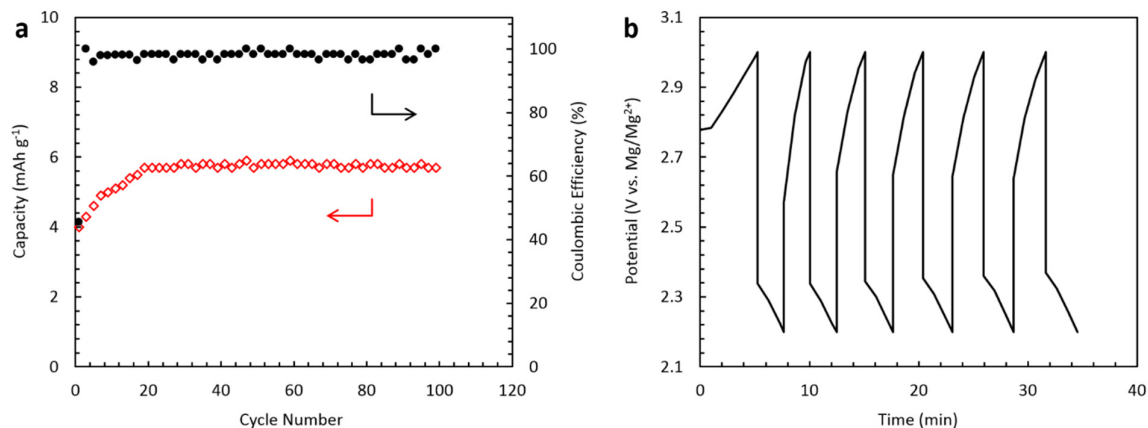 a
10
8
6
4
2
0
Capacity (mAh g⁻¹)
100
80
60
40
20
0
Coulombic Efficiency (%)
0 20 40 60 80 100 120
Cycle Number
b
3.1
2.9
2.7
2.5
2.3
2.1
Potential (V vs. Mg/Mg²⁺)
0 10 20 30 40
Time (min)